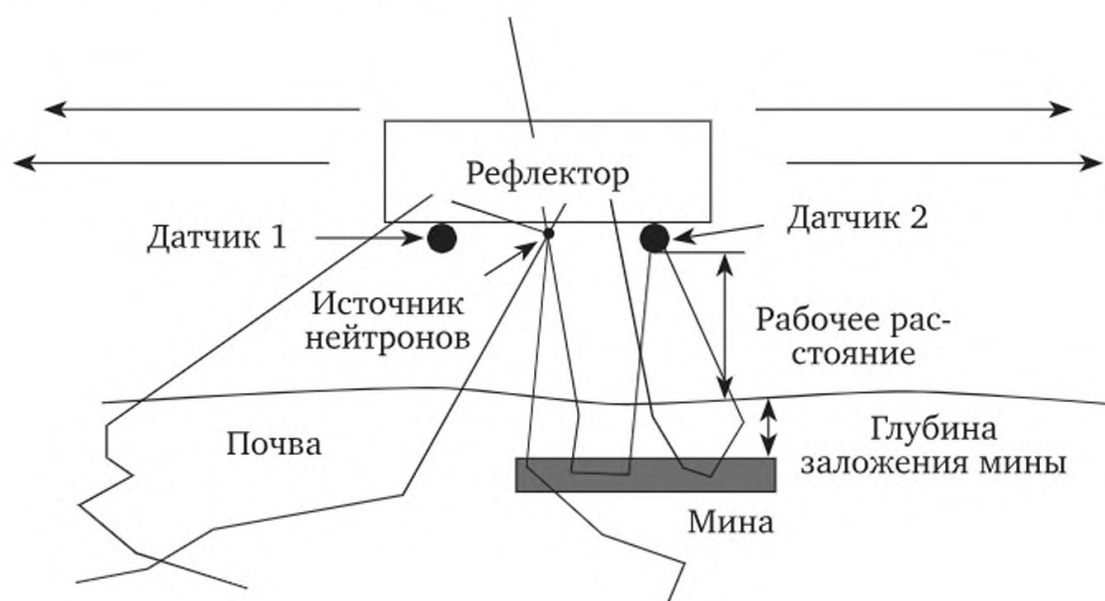 Рефлектор
Датчик 1
Датчик 2
Источник
нейтронов
Рабочее рас-
стояние
Почва
Глубина
заложения мины
Мина